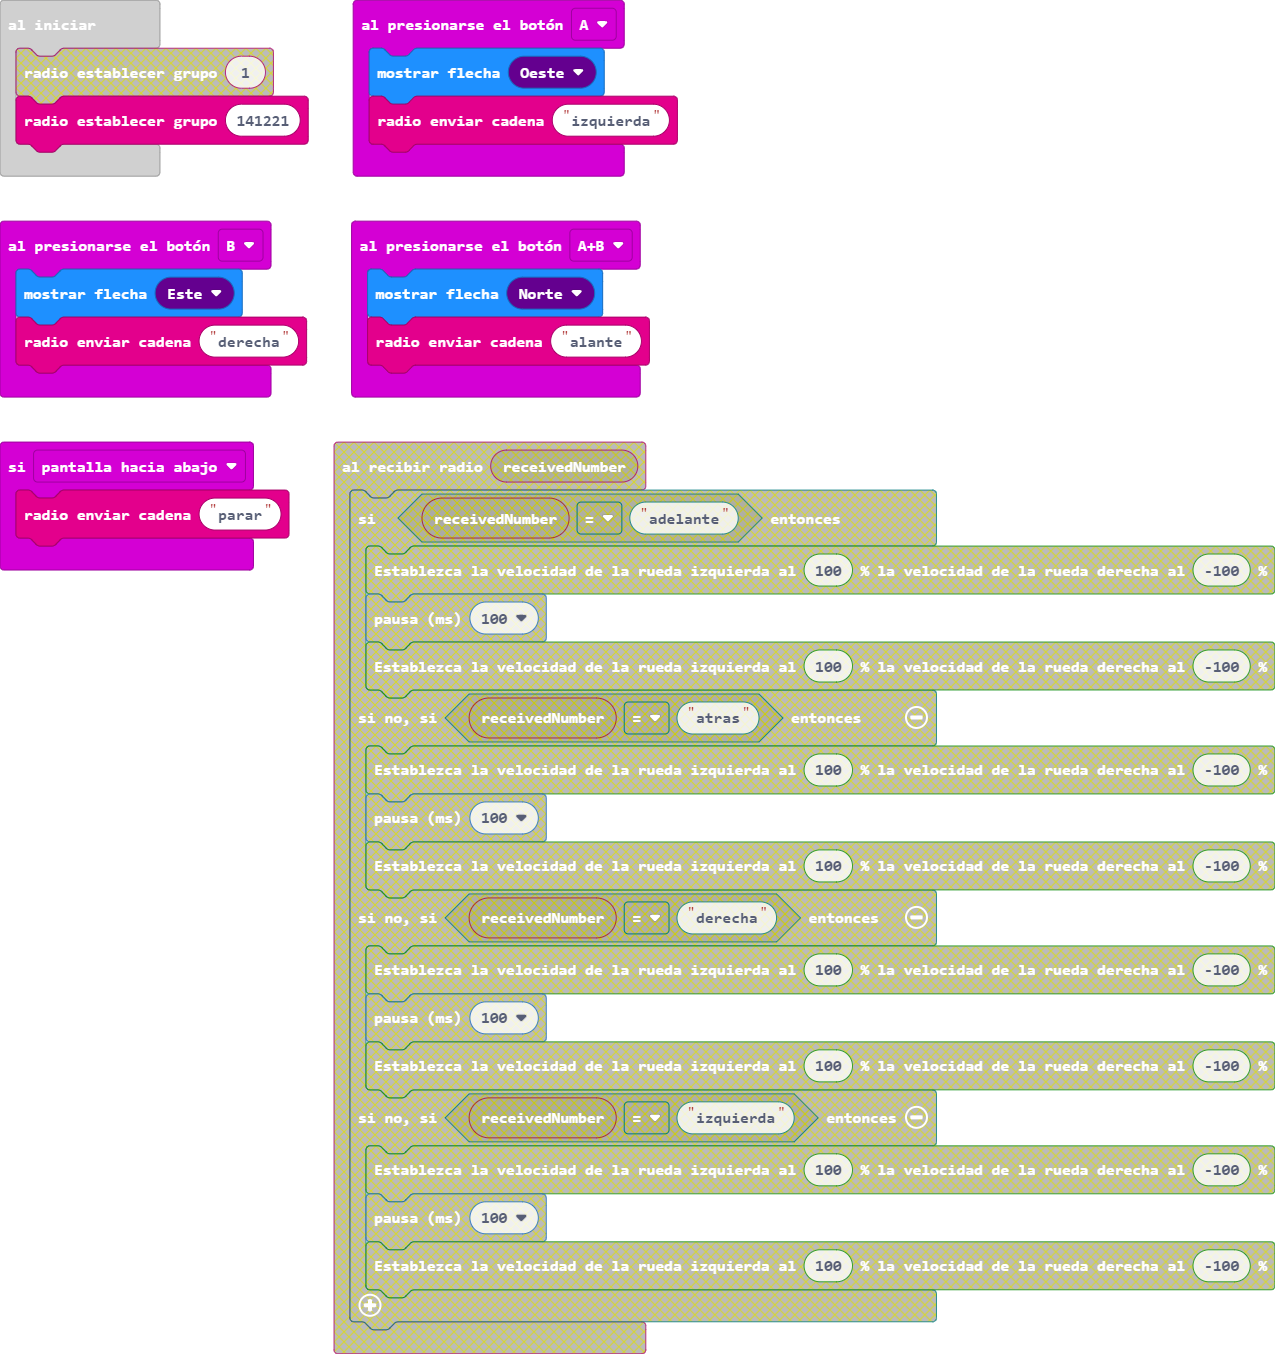 al iniciar
radio establecer grupo 1
radio establecer grupo 141221
al presionarse el botón A
mostrar flecha Oeste
radio enviar cadena "izquierda"
al presionarse el botón B
mostrar flecha Este
radio enviar cadena "derecha"
al presionarse el botón A+B
mostrar flecha Norte
radio enviar cadena "alante"
si pantalla hacia abajo
radio enviar cadena "parar"
al recibir radio receivedNumber
si receivedNumber = "adelante" entonces
Establezca la velocidad de la rueda izquierda al 100 % la velocidad de la rueda derecha al -100 %
pausa (ms) 100
Establezca la velocidad de la rueda izquierda al 100 % la velocidad de la rueda derecha al -100 %
si no, si receivedNumber = "atras" entonces
Establezca la velocidad de la rueda izquierda al 100 % la velocidad de la rueda derecha al -100 %
pausa (ms) 100
Establezca la velocidad de la rueda izquierda al 100 % la velocidad de la rueda derecha al -100 %
si no, si receivedNumber = "derecha" entonces
Establezca la velocidad de la rueda izquierda al 100 % la velocidad de la rueda derecha al -100 %
pausa (ms) 100
Establezca la velocidad de la rueda izquierda al 100 % la velocidad de la rueda derecha al -100 %
si no, si receivedNumber = "izquierda" entonces
Establezca la velocidad de la rueda izquierda al 100 % la velocidad de la rueda derecha al -100 %
pausa (ms) 100
Establezca la velocidad de la rueda izquierda al 100 % la velocidad de la rueda derecha al -100 %